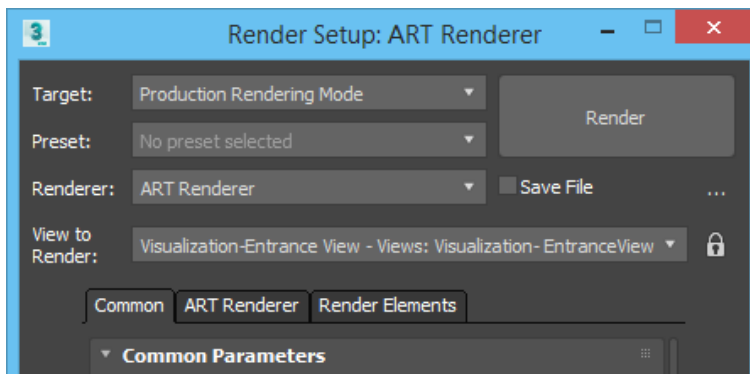 3
Render Setup: ART Renderer
Target: Production Rendering Mode
Render
Preset: No preset selected
Renderer: ART Renderer
Save File ...
View to
Render: Visualization-Entrance View - Views: Visualization- EntranceView
Common ART Renderer Render Elements
Common Parameters